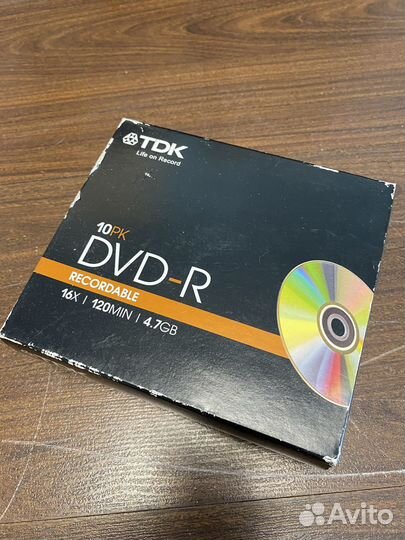 TDK
Life on Record
10PK
DVD-R
RECORDABLE
16X / 120MIN / 4.7GB
Avito